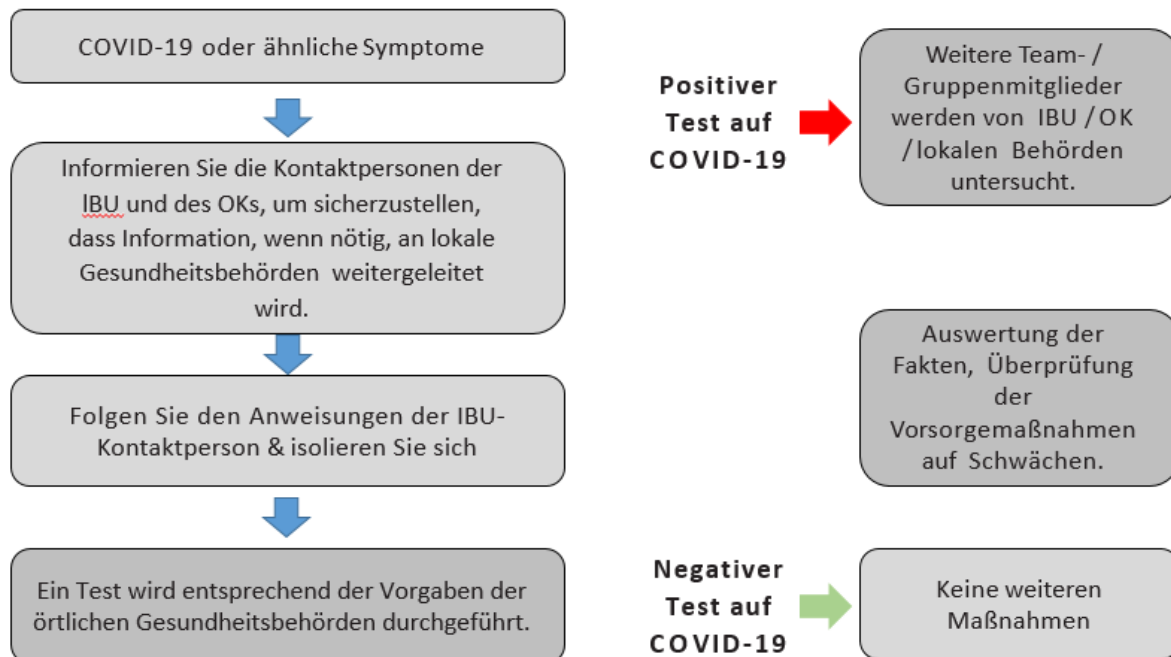 COVID-19 oder ähnliche Symptome
Informieren Sie die Kontaktpersonen der
IBU und des OKs, um sicherzustellen,
dass Information, wenn nötig, an lokale
Gesundheitsbehörden weitergeleitet
wird.
Folgen Sie den Anweisungen der IBU-
Kontaktperson & isolieren Sie sich
Ein Test wird entsprechend der Vorgaben der
örtlichen Gesundheitsbehörden durchgeführt.
Positiver
Test auf
COVID-19
Weitere Team- /
Gruppenmitglieder
werden von IBU / OK
/ lokalen Behörden
untersucht.
Auswertung der
Fakten, Überprüfung
der
Vorsorgemaßnahmen
auf Schwächen.
Negativer
Test auf
COVID-19
Keine weiteren
Maßnahmen